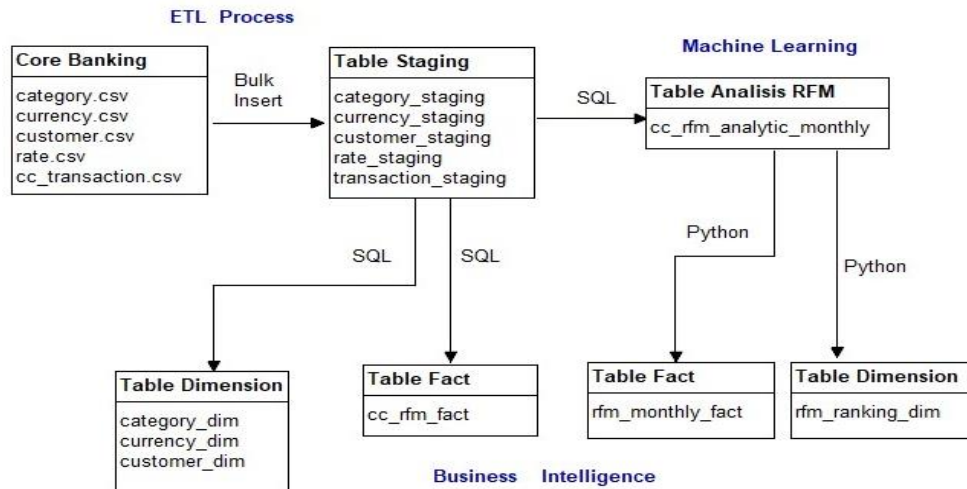 ETL Process
Core Banking
category.csv
currency.csv
customer.csv
rate.csv
cc_transaction.csv
Bulk
Insert
Table Staging
category_staging
currency_staging
customer_staging
rate_staging
transaction_staging
SQL
Machine Learning
Table Analisis RFM
cc_rfm_analytic_monthly
SQL
SQL
Python
Python
Table Dimension
category_dim
currency_dim
customer_dim
Table Fact
cc_rfm_fact
Table Fact
rfm_monthly_fact
Table Dimension
rfm_ranking_dim
Business Intelligence